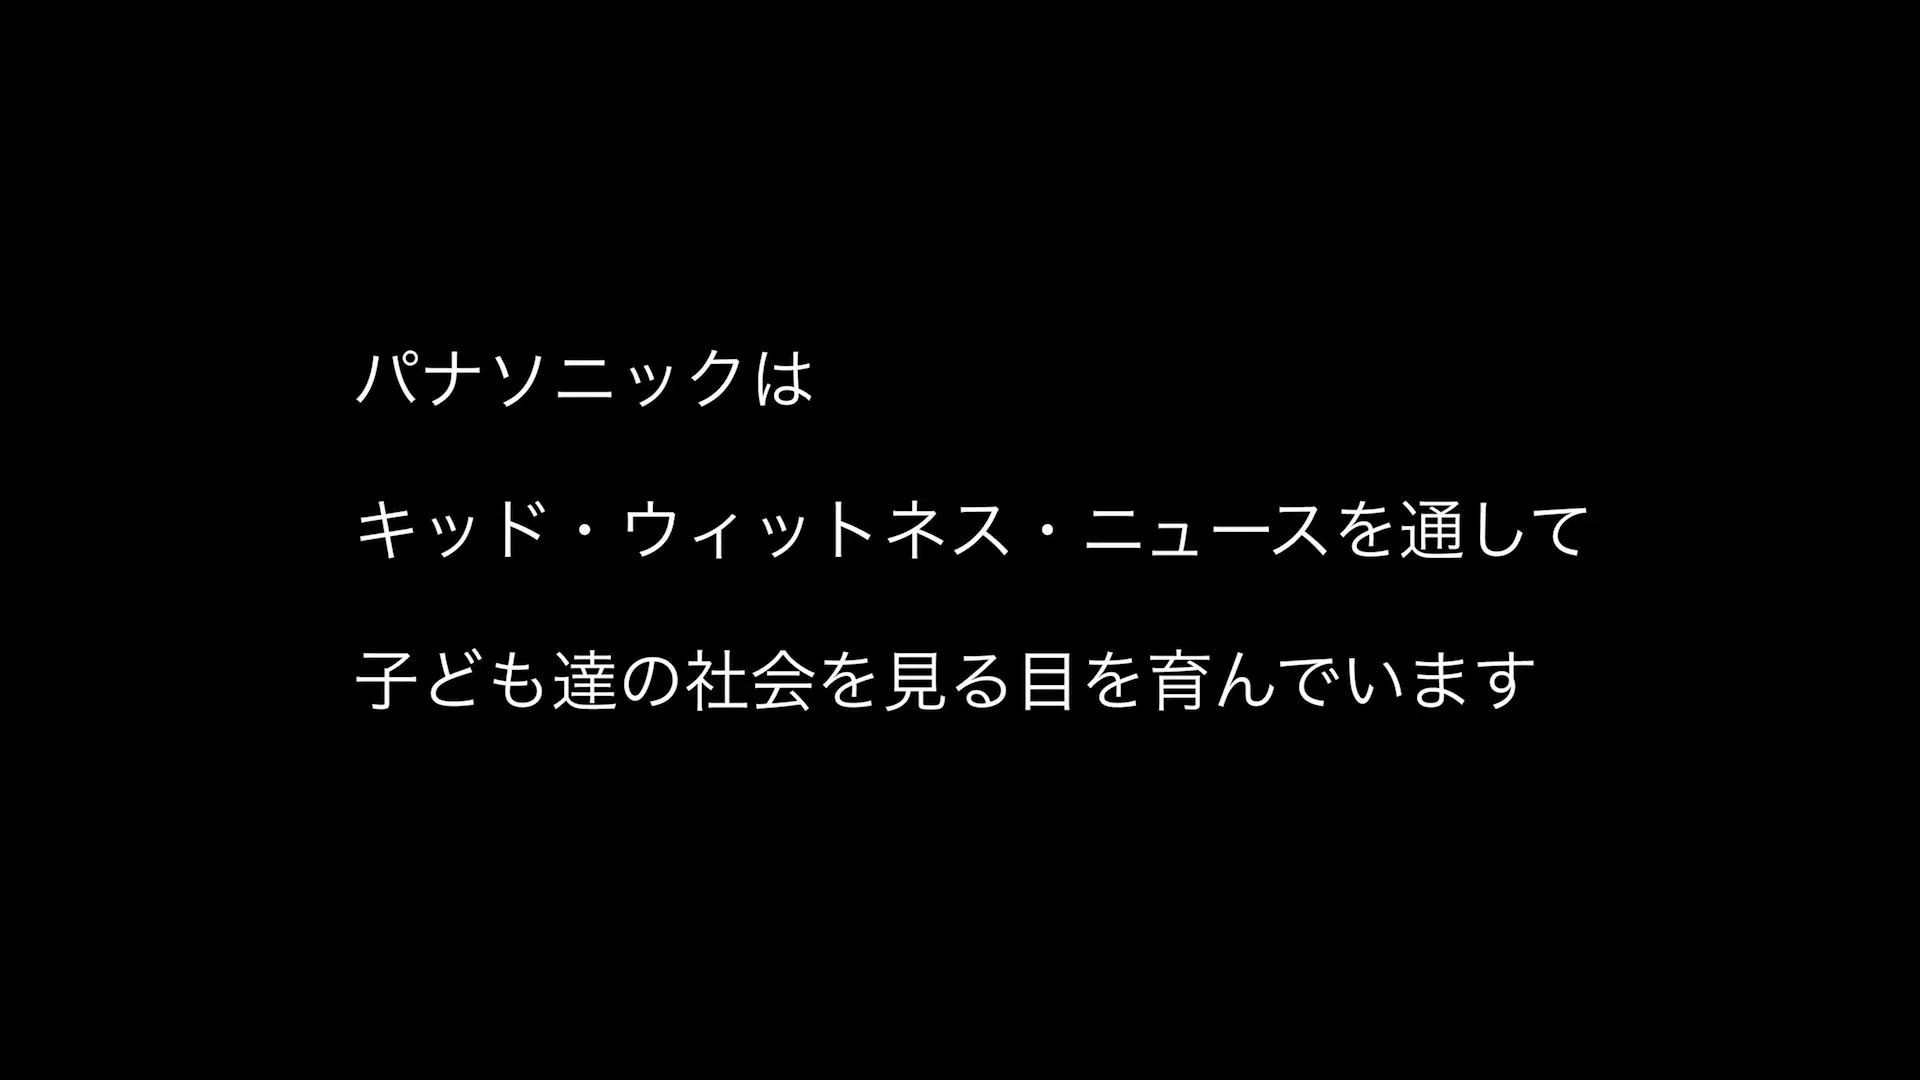 パナソニックは
キッド・ウィットネス・ニュースを通して
子ども達の社会を見る目を育んでいます